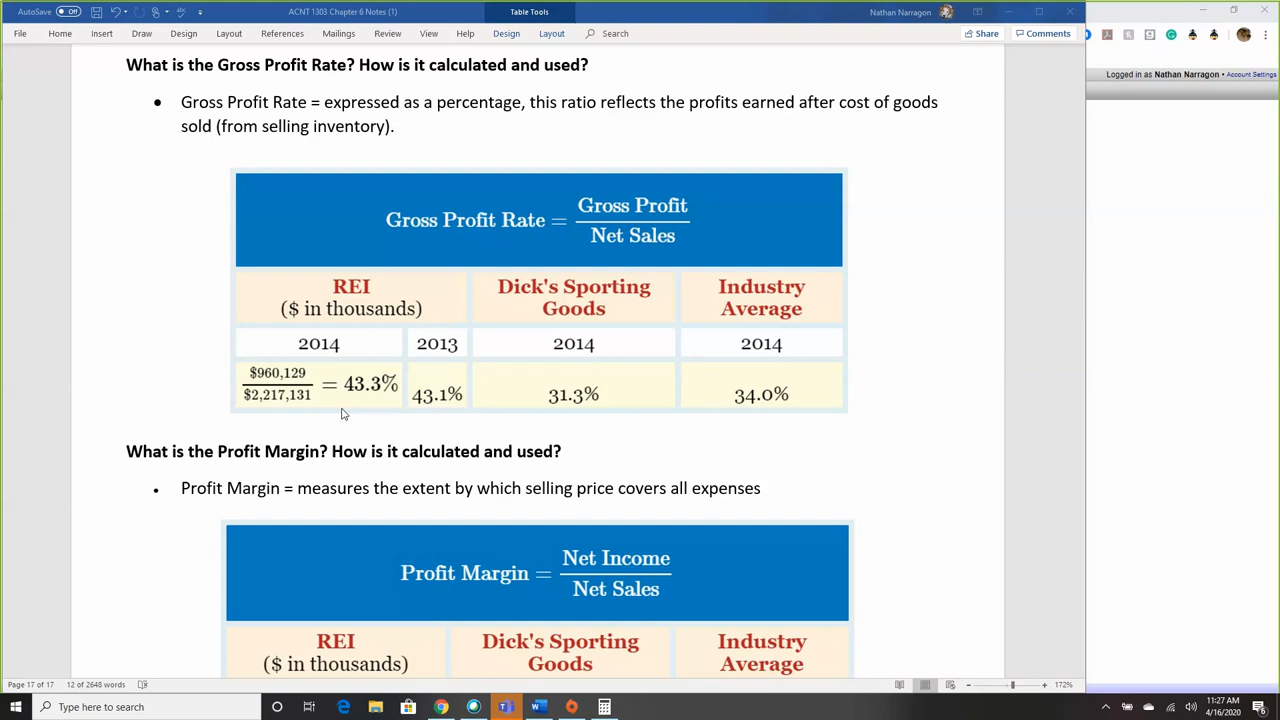 AutoSave Off
ACNT 1303 Chapter 6 Notes (1)
Table Tools
Nathan Narragon
File Home Insert Draw Design Layout References Mailings Review View Help Design Layout Search
Share Comments
Logged in as Nathan Narragon • Account Settings
What is the Gross Profit Rate? How is it calculated and used?
• Gross Profit Rate = expressed as a percentage, this ratio reflects the profits earned after cost of goods
sold (from selling inventory).
Gross Profit Rate = Gross Profit / Net Sales
REI Dick's Sporting Industry
($ in thousands) Goods Average
2014 2013 2014 2014
$960,129 / $2,217,131 = 43.3% 43.1% 31.3% 34.0%
What is the Profit Margin? How is it calculated and used?
• Profit Margin = measures the extent by which selling price covers all expenses
Profit Margin = Net Income / Net Sales
REI Dick's Sporting Industry
($ in thousands) Goods Average
Page 17 of 17 12 of 2648 words
172%
Type here to search
11:27 AM
4/16/2020